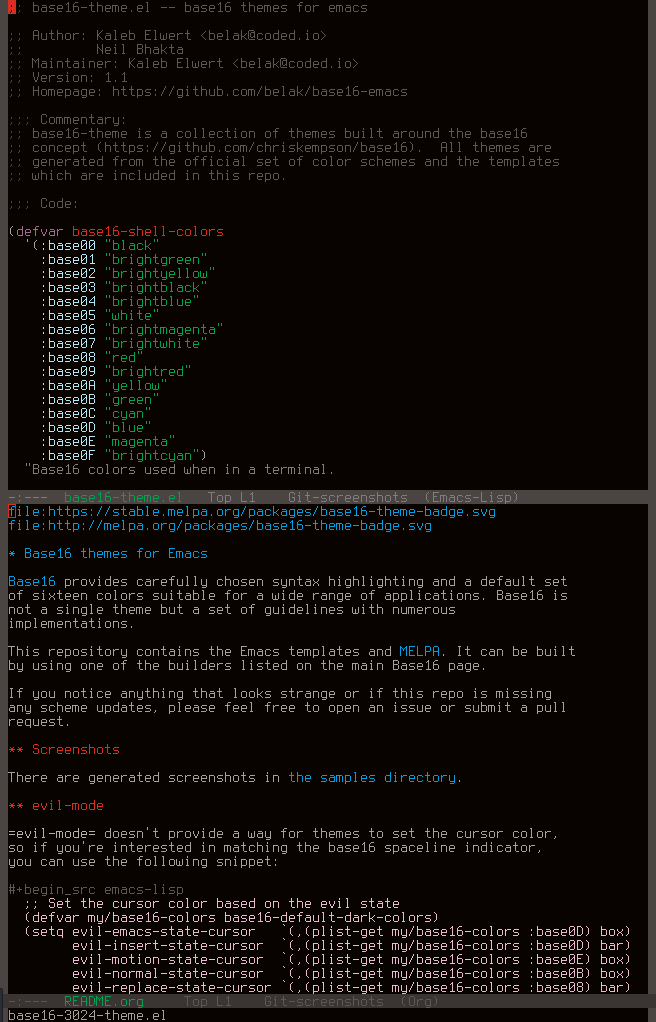 ;; base16-theme.el -- base16 themes for emacs
;; Author: Kaleb Elwert <belak@coded.io>
;;         Neil Bhakta
;; Maintainer: Kaleb Elwert <belak@coded.io>
;; Version: 1.1
;; Homepage: https://github.com/belak/base16-emacs
;;; Commentary:
;; base16-theme is a collection of themes built around the base16
;; concept (https://github.com/chriskempson/base16).  All themes are
;; generated from the official set of color schemes and the templates
;; which are included in this repo.
;;; Code:
(defvar base16-shell-colors
  '(:base00 "black"
    :base01 "brightgreen"
    :base02 "brightyellow"
    :base03 "brightblack"
    :base04 "brightblue"
    :base05 "white"
    :base06 "brightmagenta"
    :base07 "brightwhite"
    :base08 "red"
    :base09 "brightred"
    :base0A "yellow"
    :base0B "green"
    :base0C "cyan"
    :base0D "blue"
    :base0E "magenta"
    :base0F "brightcyan")
  "Base16 colors used when in a terminal.
-:---  base16-theme.el   Top L1    Git-screenshots  (Emacs-Lisp)
file:https://stable.melpa.org/packages/base16-theme-badge.svg
file:http://melpa.org/packages/base16-theme-badge.svg
* Base16 themes for Emacs
Base16 provides carefully chosen syntax highlighting and a default set
of sixteen colors suitable for a wide range of applications. Base16 is
not a single theme but a set of guidelines with numerous
implementations.
This repository contains the Emacs templates and MELPA. It can be built
by using one of the builders listed on the main Base16 page.
If you notice anything that looks strange or if this repo is missing
any scheme updates, please feel free to open an issue or submit a pull
request.
** Screenshots
There are generated screenshots in the samples directory.
** evil-mode
=evil-mode= doesn't provide a way for themes to set the cursor color,
so if you're interested in matching the base16 spaceline indicator,
you can use the following snippet:
#+begin_src emacs-lisp
  ;; Set the cursor color based on the evil state
  (defvar my/base16-colors base16-default-dark-colors)
  (setq evil-emacs-state-cursor   `(,(plist-get my/base16-colors :base0D) box)
        evil-insert-state-cursor  `(,(plist-get my/base16-colors :base0D) bar)
        evil-motion-state-cursor  `(,(plist-get my/base16-colors :base0E) box)
        evil-normal-state-cursor  `(,(plist-get my/base16-colors :base0B) box)
        evil-replace-state-cursor `(,(plist-get my/base16-colors :base08) bar)
-:---  README.org     Top L1    Git-screenshots  (Org)
base16-3024-theme.el